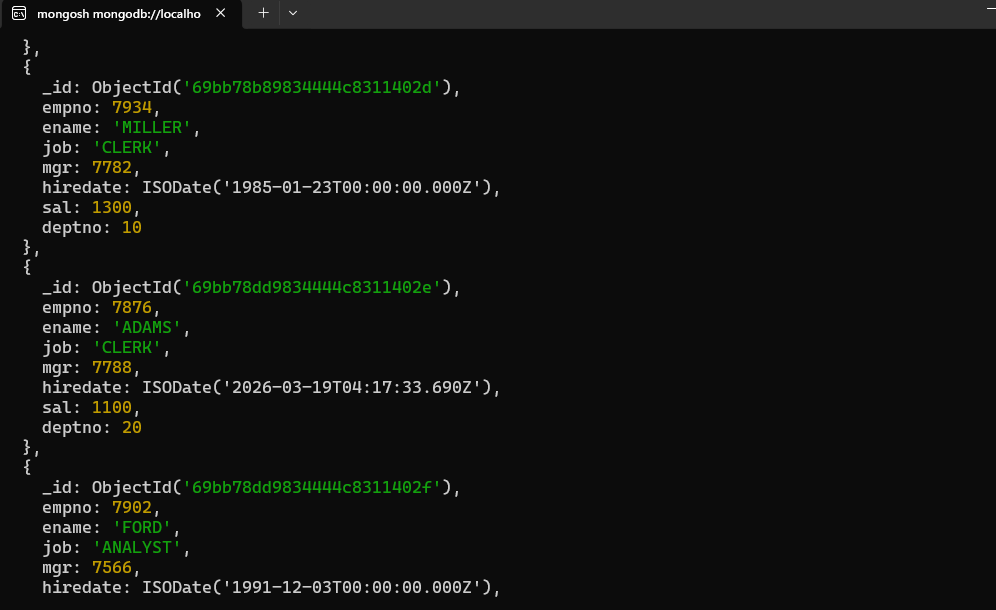 mongosh mongodb://localho
},
{
_id: ObjectId('69bb78b89834444c8311402d'),
empno: 7934,
ename: 'MILLER',
job: 'CLERK',
mgr: 7782,
hiredate: ISODate('1985-01-23T00:00:00.000Z'),
sal: 1300,
deptno: 10
},
{
_id: ObjectId('69bb78dd9834444c8311402e'),
empno: 7876,
ename: 'ADAMS',
job: 'CLERK',
mgr: 7788,
hiredate: ISODate('2026-03-19T04:17:33.690Z'),
sal: 1100,
deptno: 20
},
{
_id: ObjectId('69bb78dd9834444c8311402f'),
empno: 7902,
ename: 'FORD',
job: 'ANALYST',
mgr: 7566,
hiredate: ISODate('1991-12-03T00:00:00.000Z'),